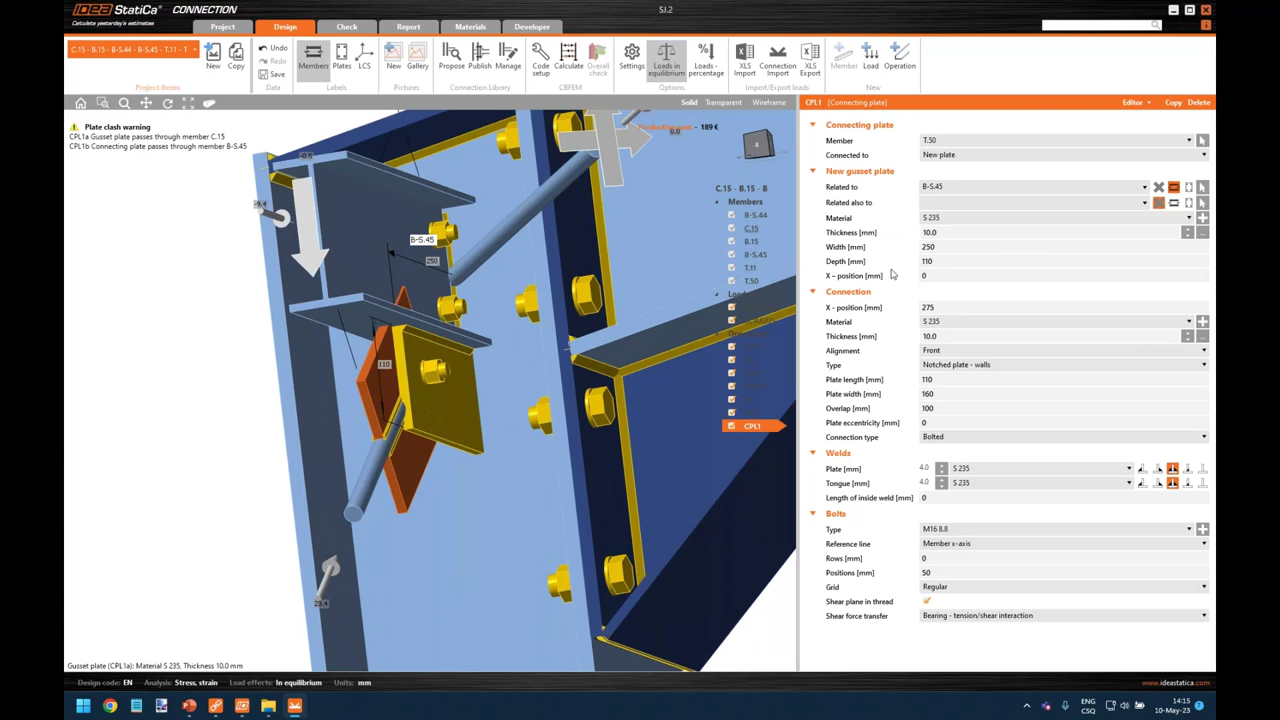 IDEA StatiCa CONNECTION
Calculate yesterday's estimates
SJ.2
Project Design Check Report Materials Developer
C.15 - B.15 - B-S.44 - B-S.45 - T.11 - T
New Copy
Undo
Redo
Save
Members Plates LCS
New Gallery
Propose Publish Manage
Code setup Calculate Overall check
Settings Loads in equilibrium Loads - percentage
XLS Import Connection Import XLS Export
Member Load Operation
Project items Data Labels Pictures Connection Library CBFEM Options Import/Export loads New
Solid Transparent Wireframe
CPL1 [Connecting plate]
Editor Copy Delete
Plate clash warning
CPL1a Gusset plate passes through member C.15
CPL1b Connecting plate passes through member B-S.45
Production cost - 189 €
0.0
B-S.45
250
110
C.15 - B.15 - B
Members
B-S.44
C.15
B.15
B-S.45
T.11
T.50
CPL1
Connecting plate
Member T.50
Connected to New plate
New gusset plate
Related to B-S.45
Related also to
Material S 235
Thickness [mm] 10.0
Width [mm] 250
Depth [mm] 110
X – position [mm] 0
Connection
X - position [mm] 275
Material S 235
Thickness [mm] 10.0
Alignment Front
Type Notched plate - walls
Plate length [mm] 110
Plate width [mm] 160
Overlap [mm] 100
Plate eccentricity [mm] 0
Connection type Bolted
Welds
Plate [mm] 4.0 S 235
Tongue [mm] 4.0 S 235
Length of inside weld [mm] 0
Bolts
Type M16 8.8
Reference line Member x-axis
Rows [mm] 0
Positions [mm] 50
Grid Regular
Shear plane in thread
Shear force transfer Bearing - tension/shear interaction
Gusset plate (CPL1a): Material S 235, Thickness 10.0 mm
Design code: EN Analysis: Stress, strain Load effects: In equilibrium Units: mm
www.ideastatica.com
ENG
CSQ
14:15
10-May-23